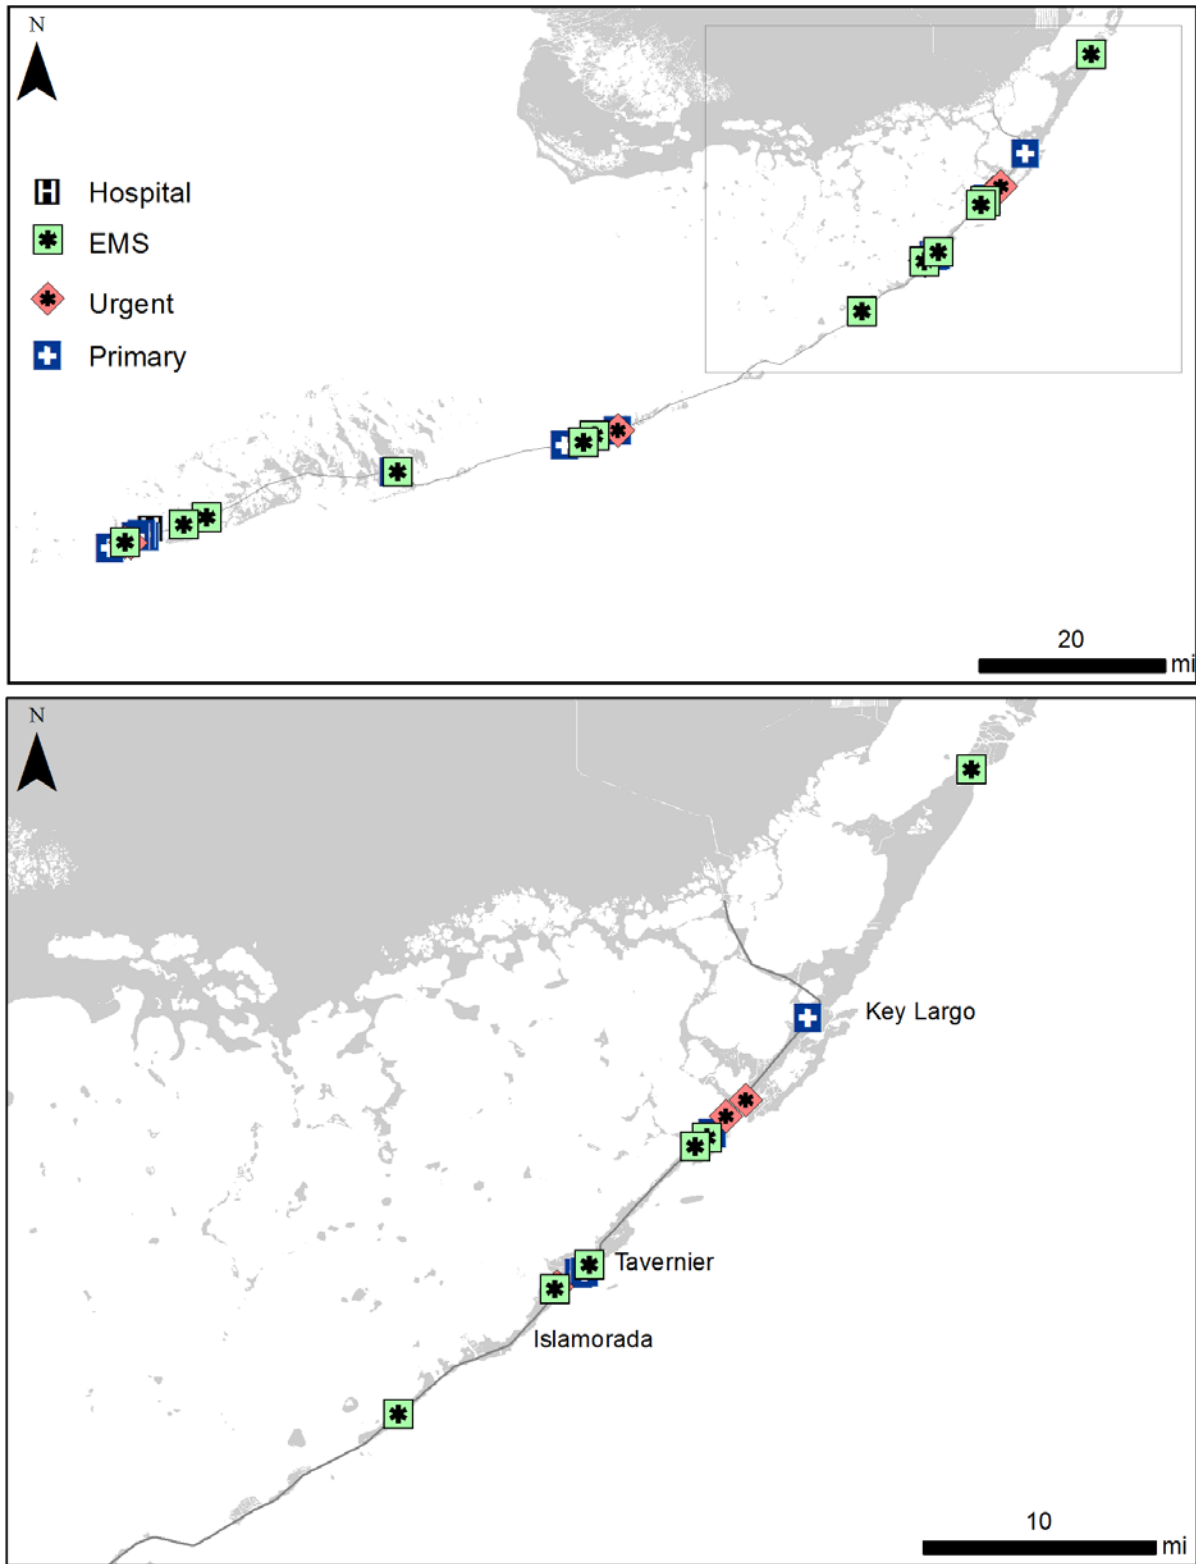 N
Hospital
EMS
Urgent
Primary
20
mi
N
Key Largo
Tavernier
Islamorada
10
mi